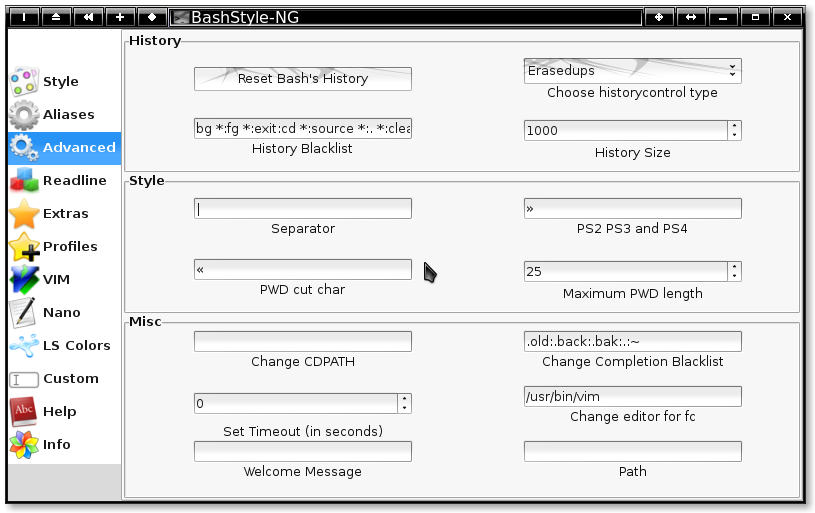 BashStyle-NG
Style
Aliases
Advanced
Readline
Extras
Profiles
VIM
Nano
LS Colors
Custom
Abc
Help
Info
History
Reset Bash's History
Erasedups
Choose historycontrol type
bg *:fg *:exit:cd *:source *:. *:clea
History Blacklist
1000
History Size
Style
|
Separator
»
PS2 PS3 and PS4
«
PWD cut char
25
Maximum PWD length
Misc
Change CDPATH
.old:.back:.bak:.:~
Change Completion Blacklist
0
Set Timeout (in seconds)
/usr/bin/vim
Change editor for fc
Welcome Message
Path